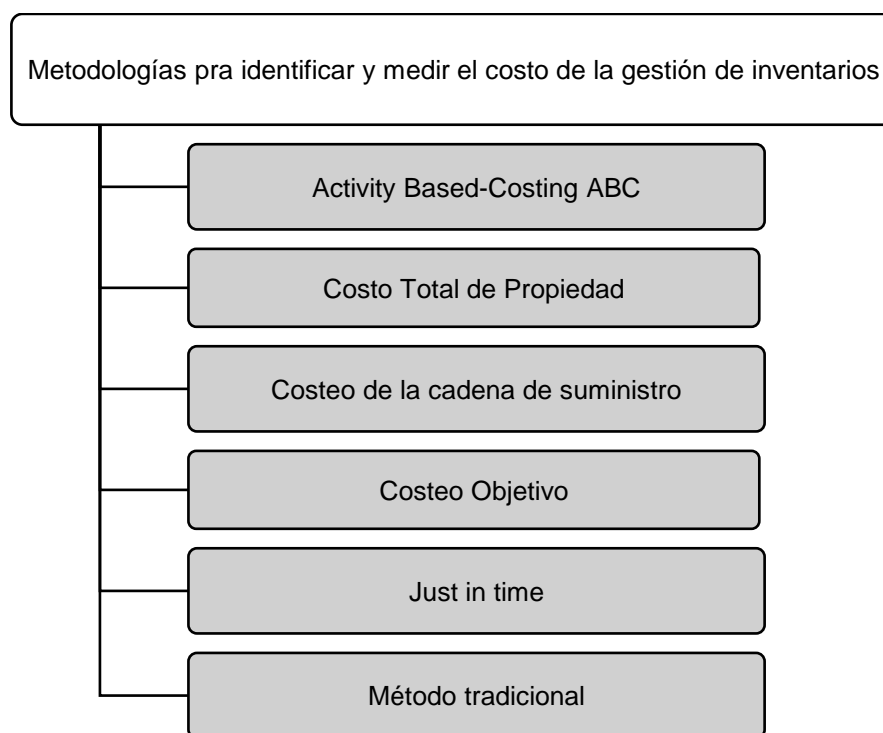 Metodologías pra identificar y medir el costo de la gestión de inventarios
Activity Based-Costing ABC
Costo Total de Propiedad
Costeo de la cadena de suministro
Costeo Objetivo
Just in time
Método tradicional